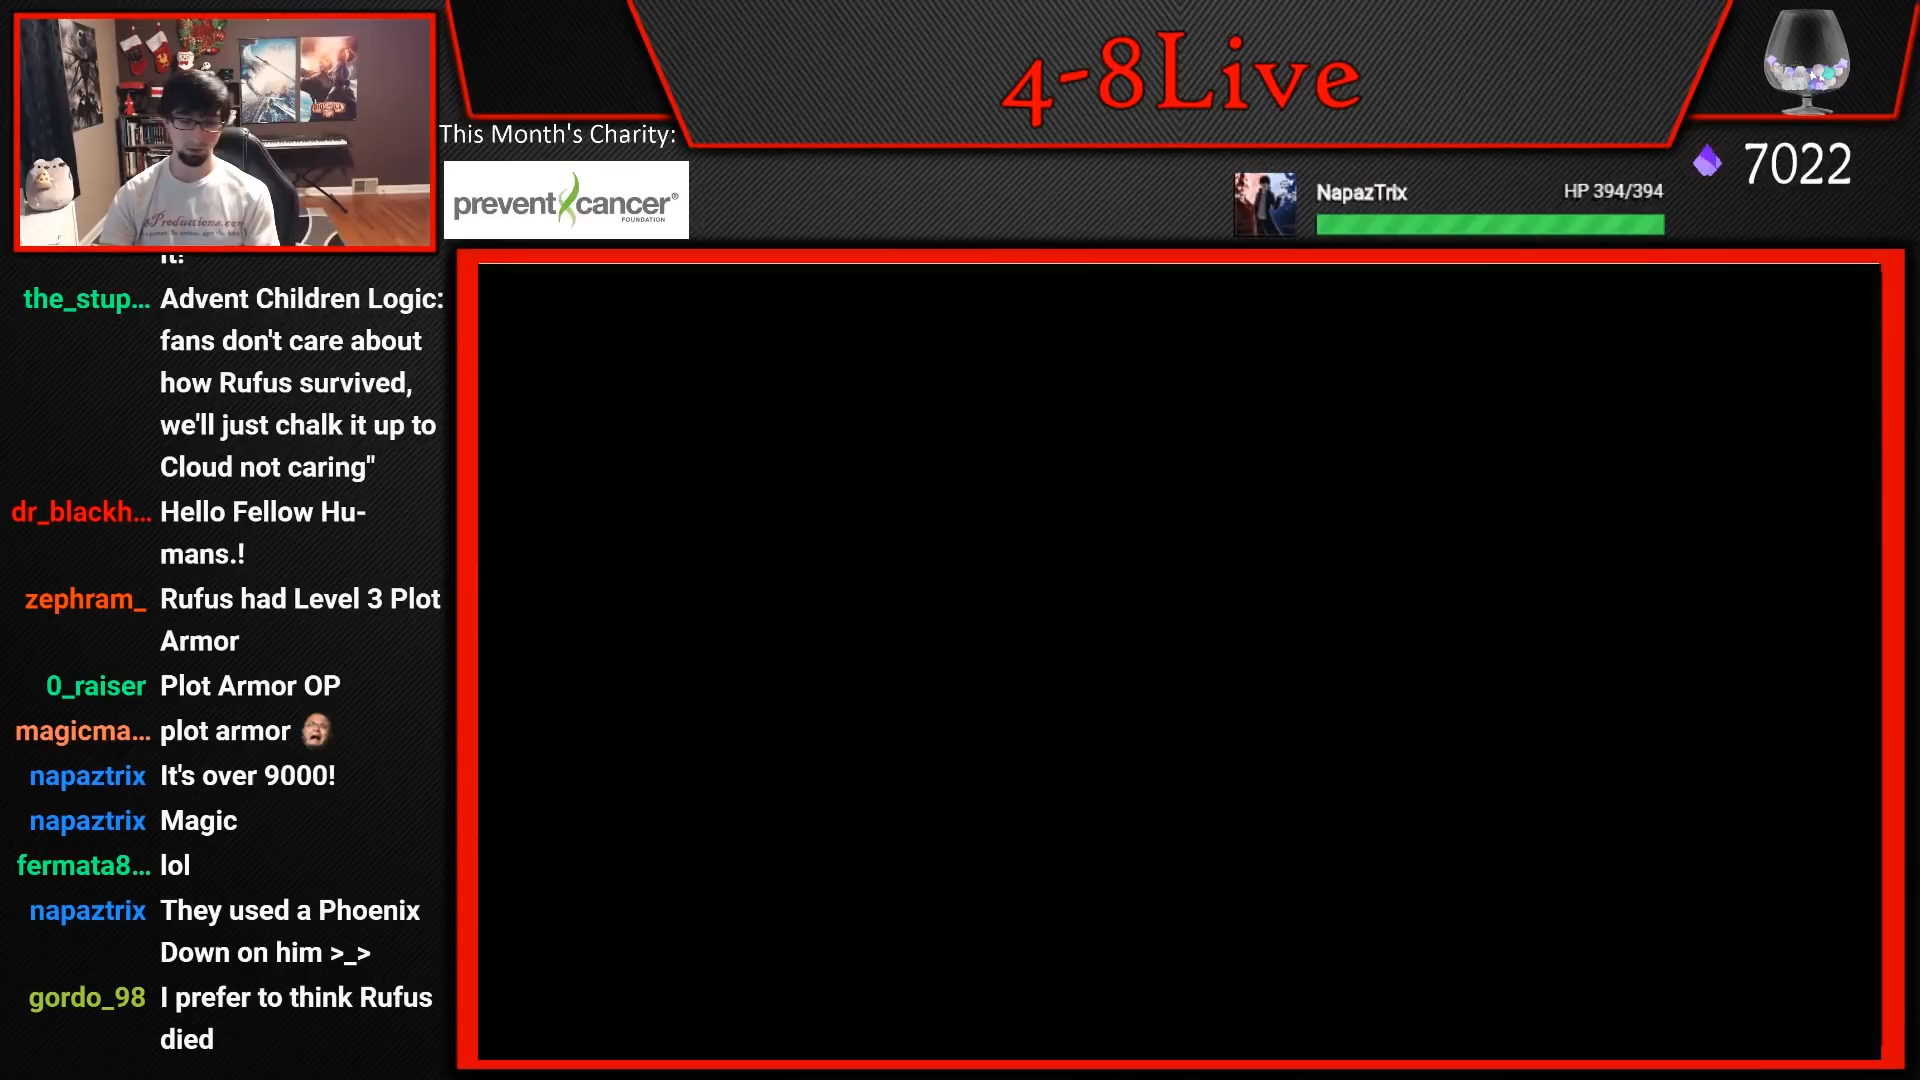 4-8Live
This Month's Charity:
prevent cancer®
FOUNDATION
NapazTrix
HP 394/394
7022
it!
the_stup... Advent Children Logic:
fans don't care about
how Rufus survived,
we'll just chalk it up to
Cloud not caring"
dr_blackh... Hello Fellow Hu-
mans.!
zephram_ Rufus had Level 3 Plot
Armor
0_raiser Plot Armor OP
magicma... plot armor
napaztrix It's over 9000!
napaztrix Magic
fermata8... lol
napaztrix They used a Phoenix
Down on him >_>
gordo_98 I prefer to think Rufus
died